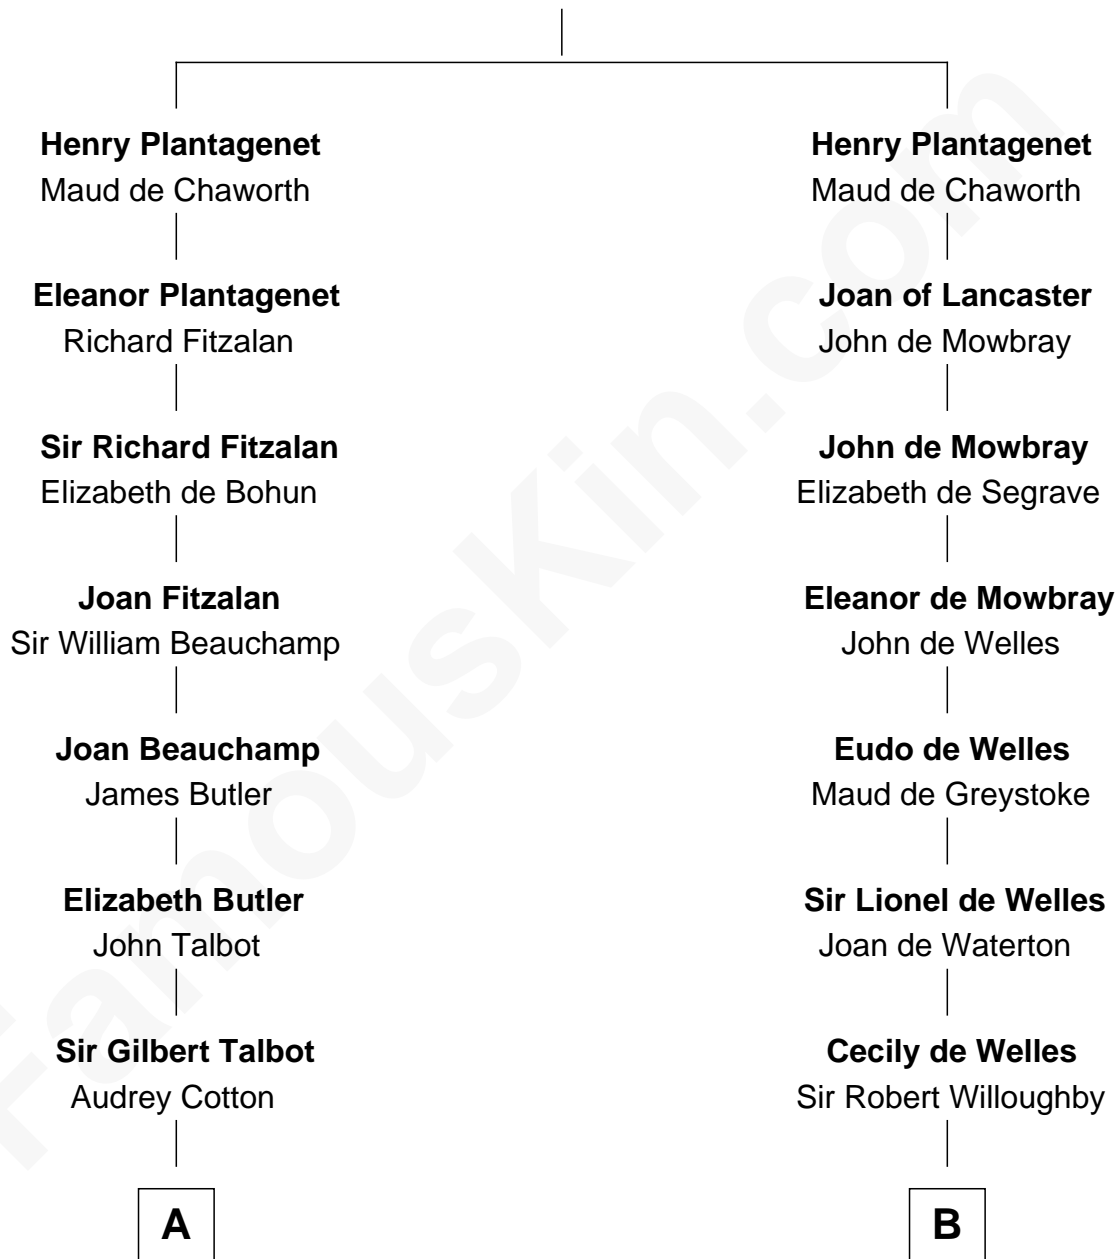 Henry Plantagenet
Maud de Chaworth
Eleanor Plantagenet
Richard Fitzalan
Sir Richard Fitzalan
Elizabeth de Bohun
Joan Fitzalan
Sir William Beauchamp
Joan Beauchamp
James Butler
Elizabeth Butler
John Talbot
Sir Gilbert Talbot
Audrey Cotton
A
Henry Plantagenet
Maud de Chaworth
Joan of Lancaster
John de Mowbray
John de Mowbray
Elizabeth de Segrave
Eleanor de Mowbray
John de Welles
Eudo de Welles
Maud de Greystoke
Sir Lionel de Welles
Joan de Waterton
Cecily de Welles
Sir Robert Willoughby
B
FamousKin.com